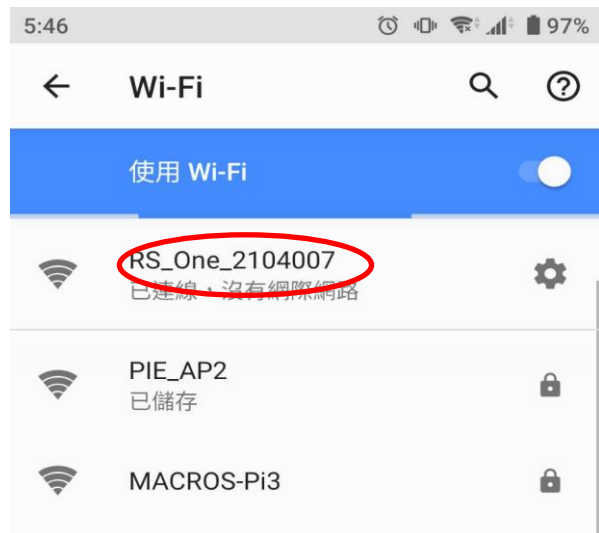 5:46 97%
Wi-Fi
使用 Wi-Fi
RS_One_2104007
已連線，沒有網際網路
PIE_AP2
已儲存
MACROS-Pi3